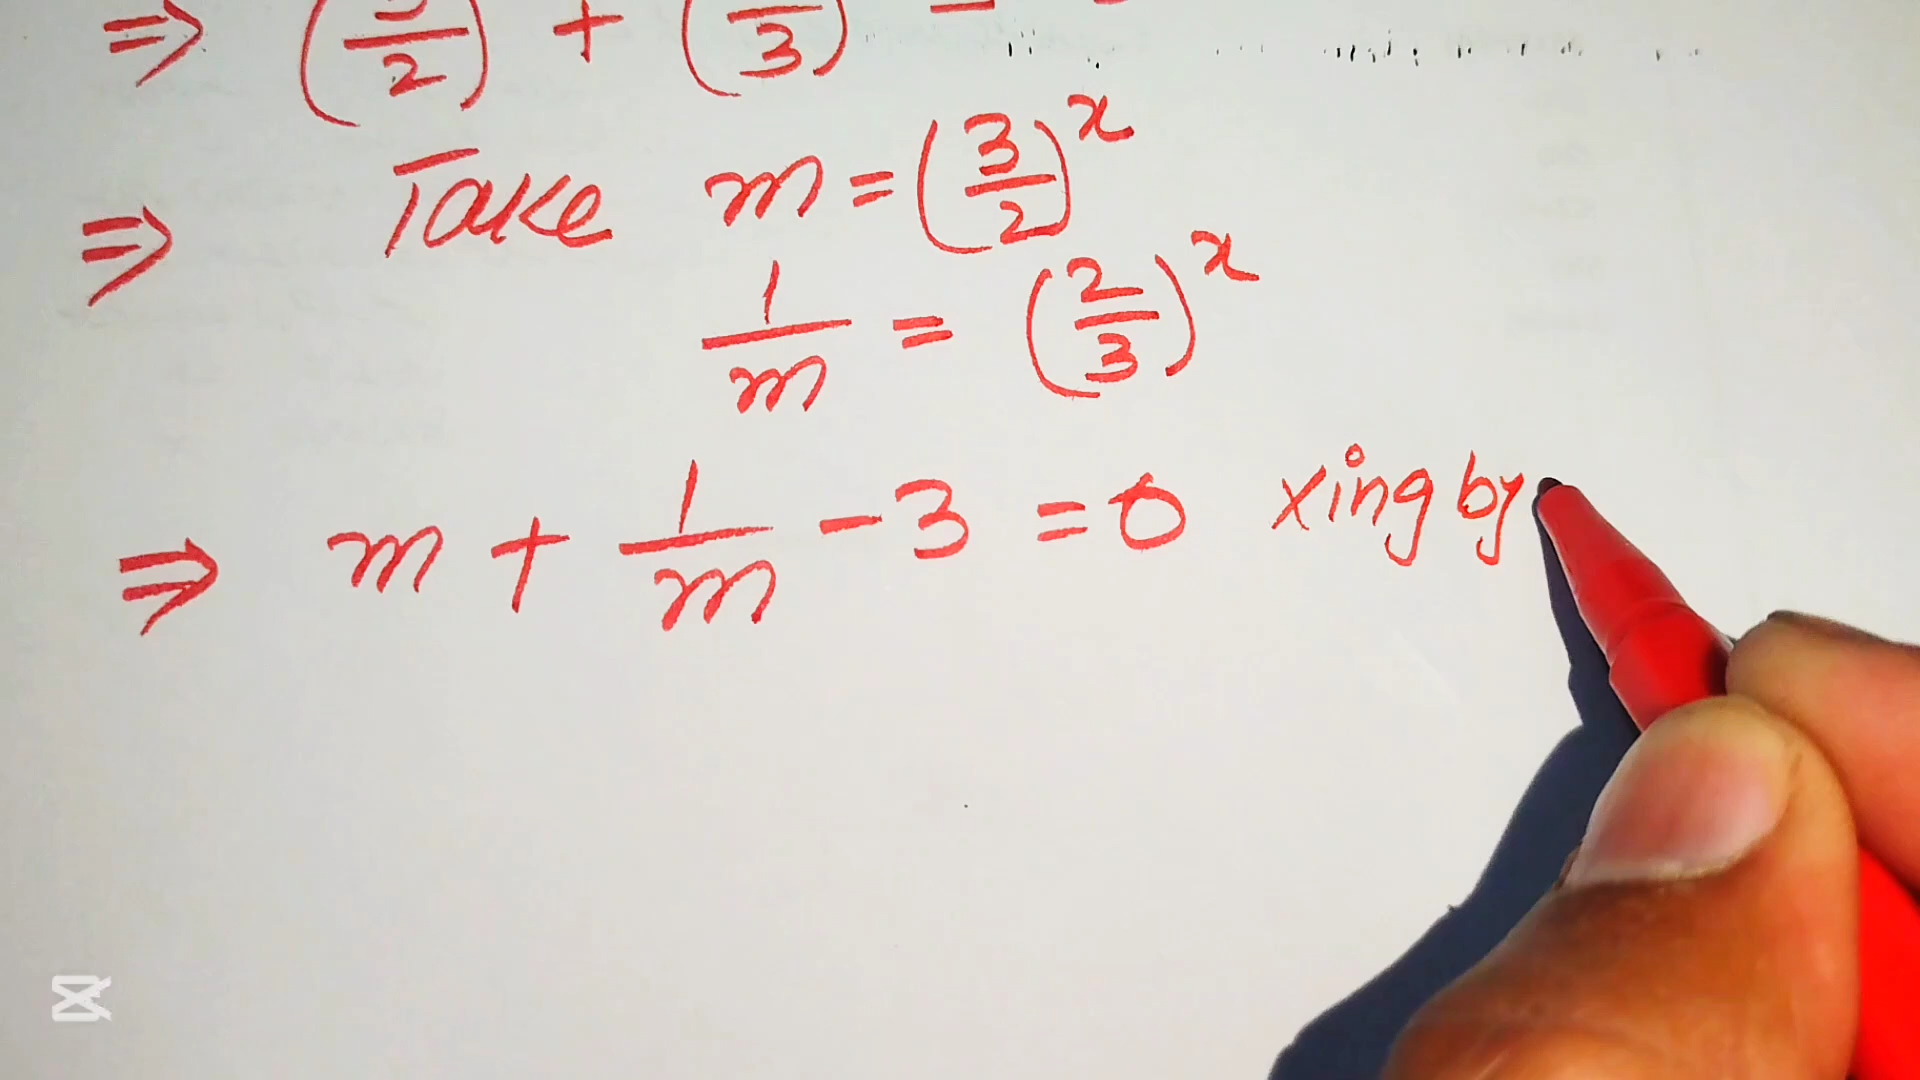 ⇒ (3/2) + (/3) -
⇒ Take m = (3/2)^x
1/m = (2/3)^x
⇒ m + 1/m - 3 = 0 xing by